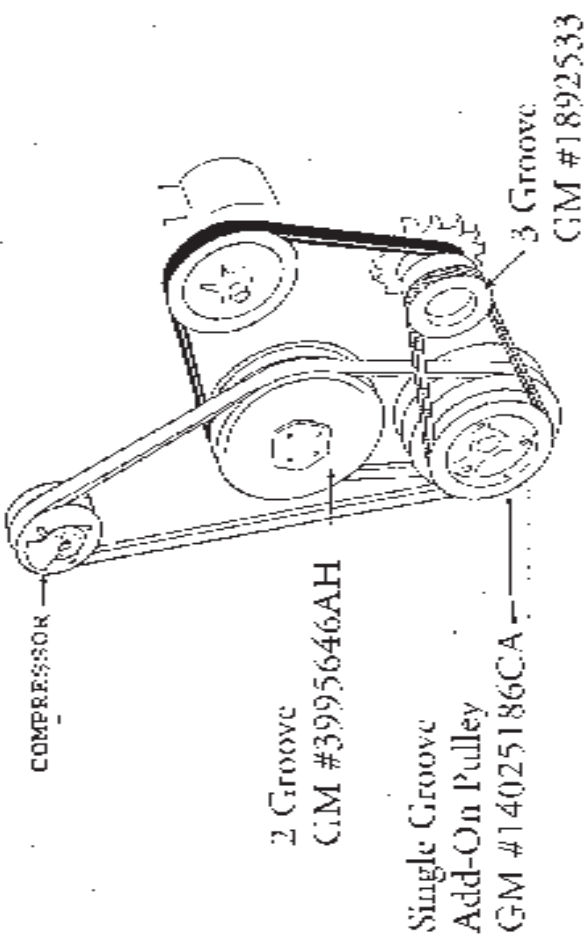 COMPRESSOR
2 Groove
GM #3995646AH
Single Groove
Add-On Pulley
GM #14025186CA
3 Groove
GM #1892533